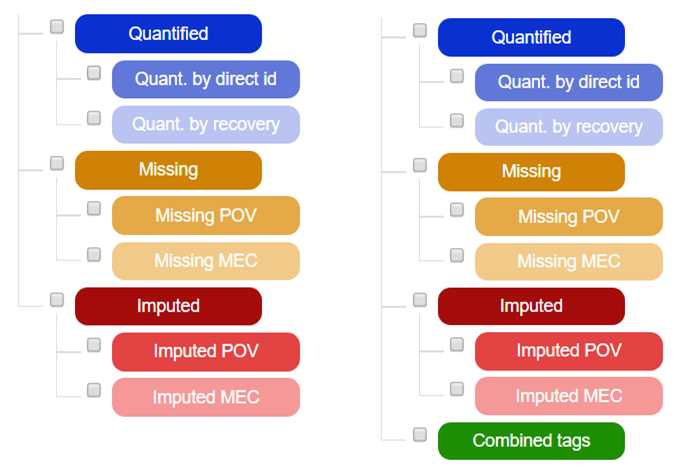 Quantified
Quant. by direct id
Quant. by recovery
Missing
Missing POV
Missing MEC
Imputed
Imputed POV
Imputed MEC
Quantified
Quant. by direct id
Quant. by recovery
Missing
Missing POV
Missing MEC
Imputed
Imputed POV
Imputed MEC
Combined tags